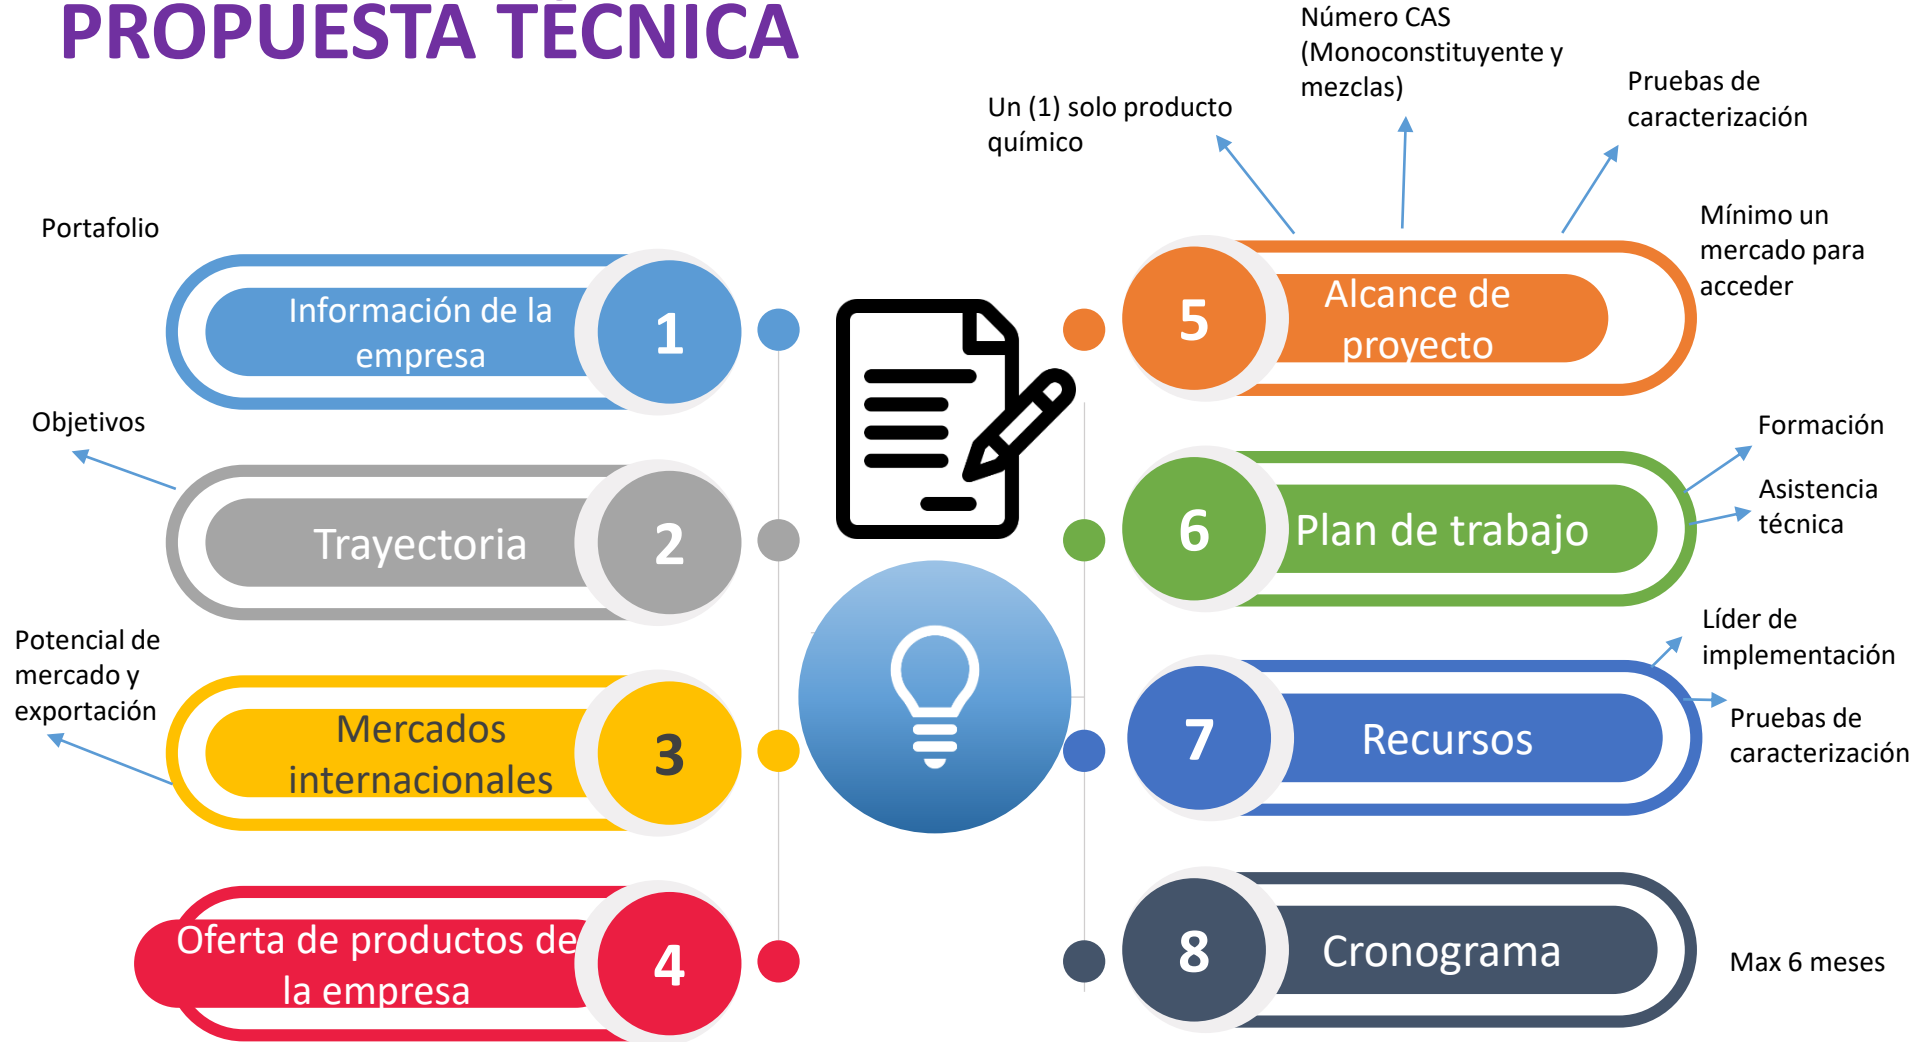 PROPUESTA TÉCNICA
Portafolio
Información de la
empresa
1
Objetivos
Trayectoria
2
Potencial de
mercado y
exportación
Mercados
internacionales
3
Oferta de productos de
la empresa
4
Un (1) solo producto
químico
Número CAS
(Monoconstituyente y
mezclas)
Pruebas de
caracterización
Mínimo un
mercado para
acceder
5
Alcance de
proyecto
Formación
Asistencia
técnica
6
Plan de trabajo
Líder de
implementación
Pruebas de
caracterización
7
Recursos
8
Cronograma
Max 6 meses